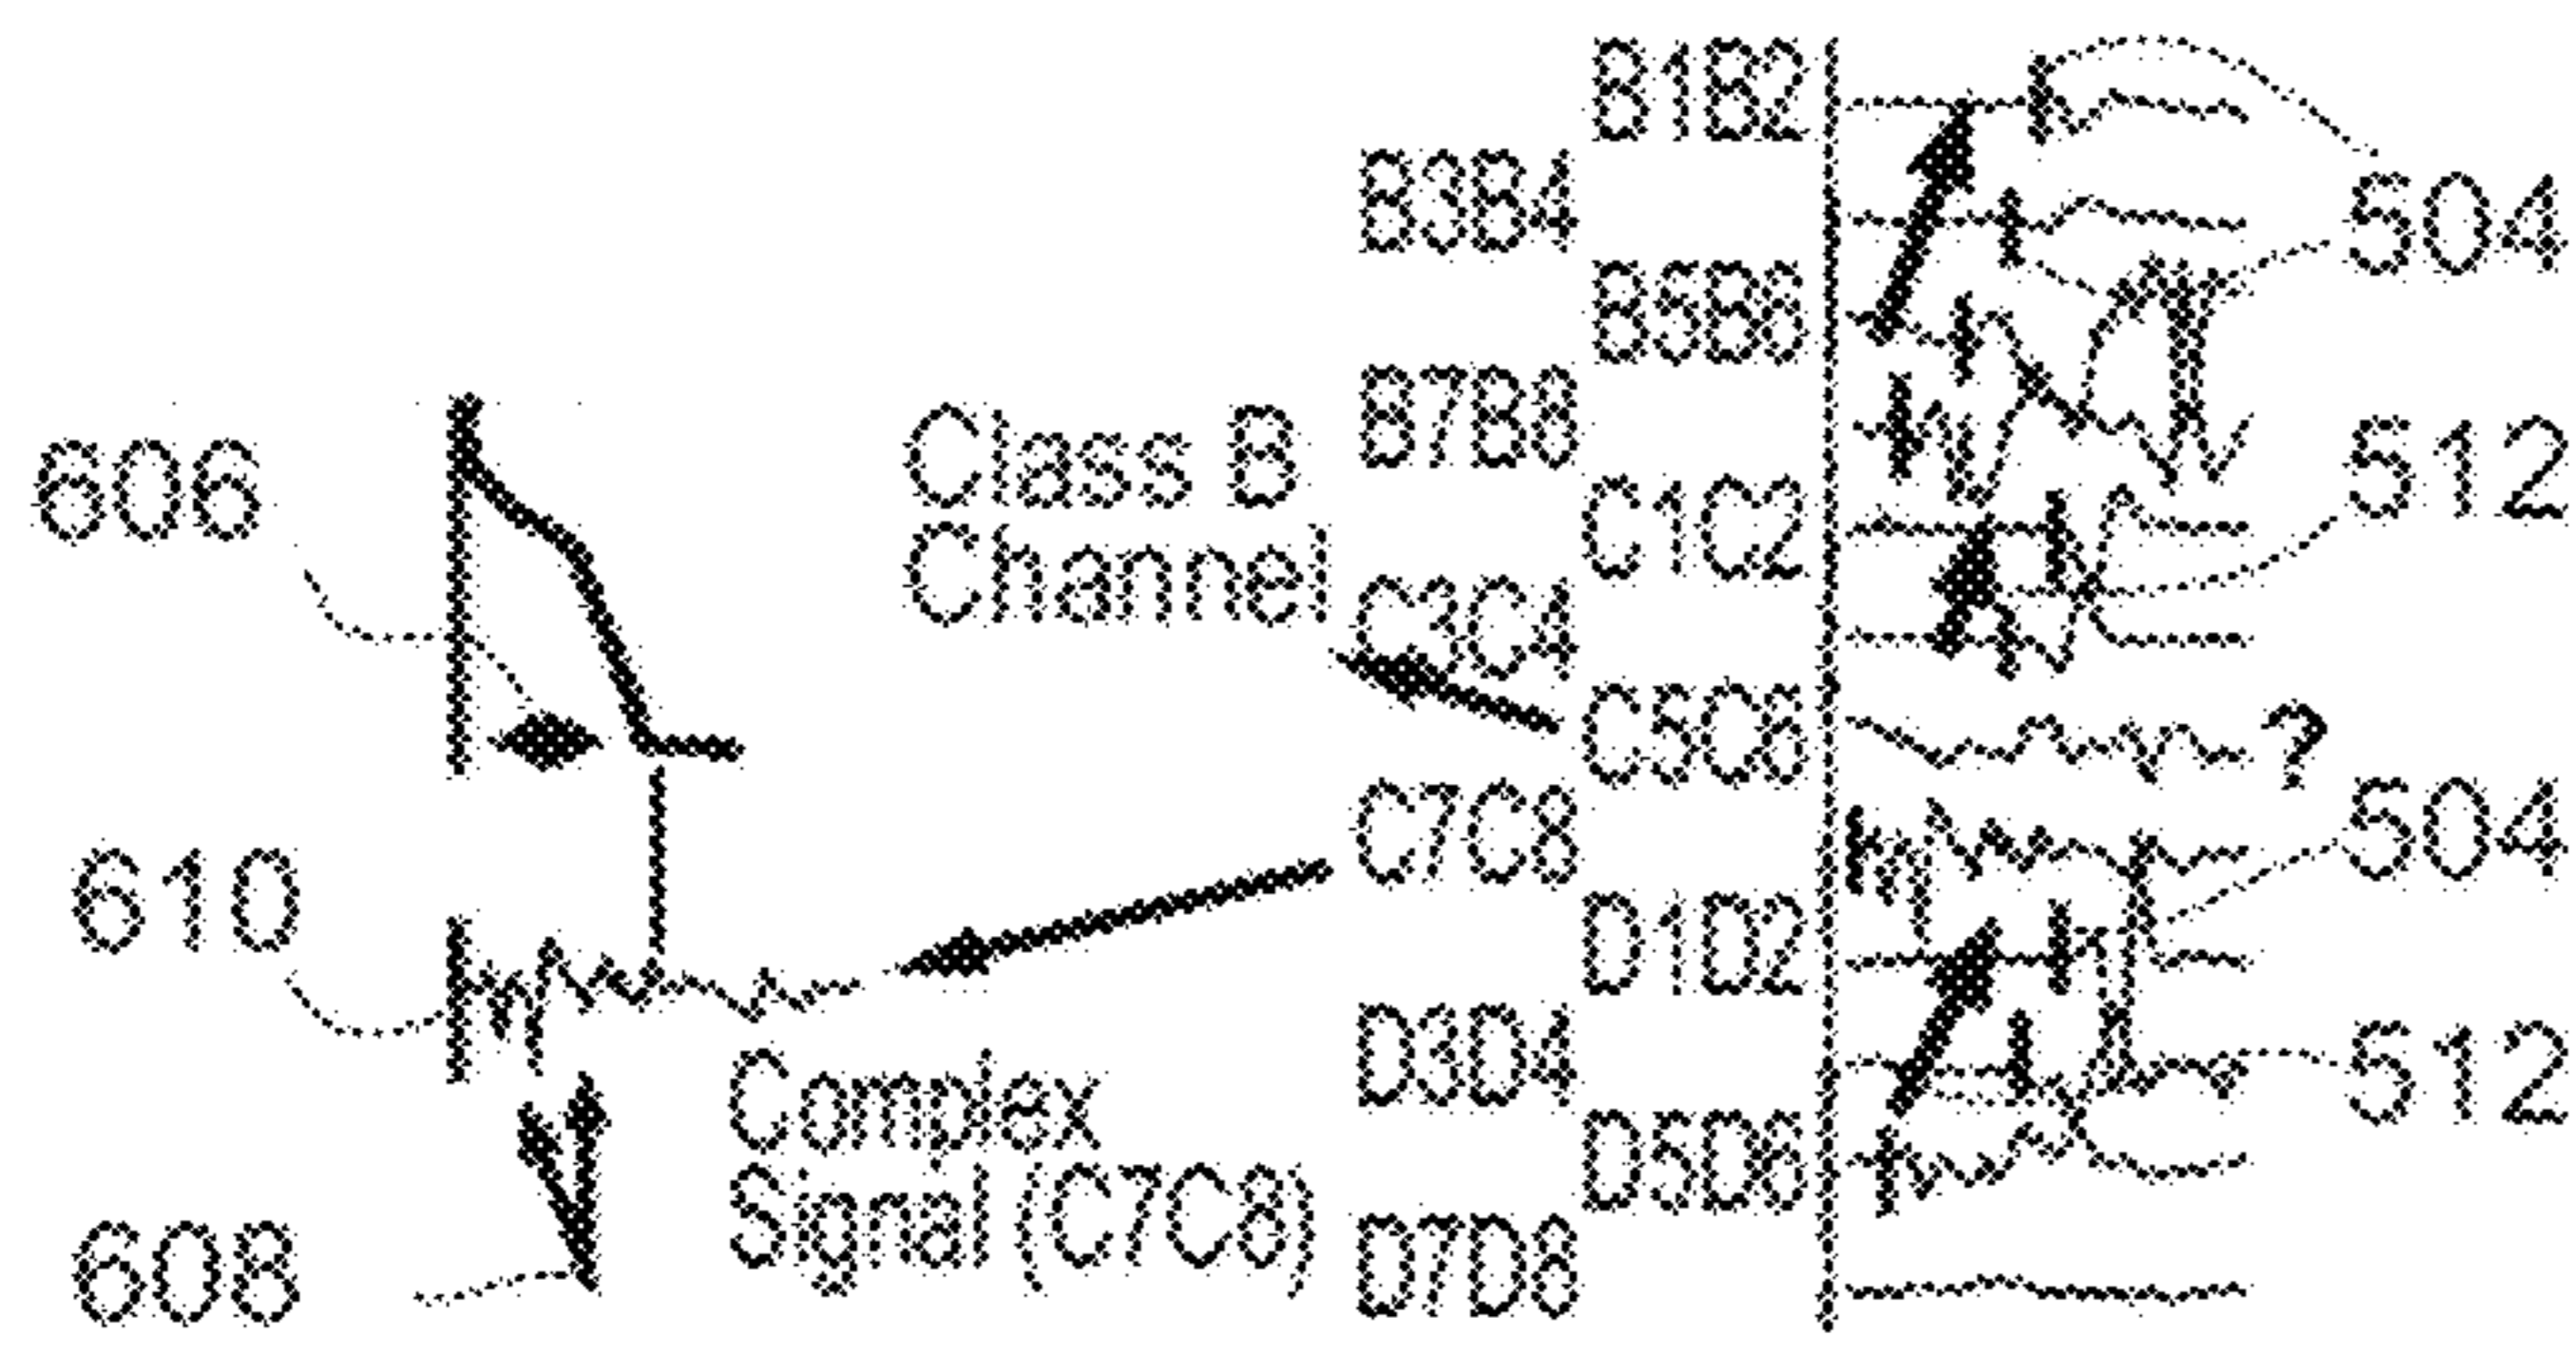 B1B2
B3B4
504
B5B6
B7B8
606
Class B
Channel
512
C1C2
C3C4
C5C6
?
C7C8
504
610
D1D2
D3D4
512
Complex
Signal (C7C8)
D5D6
608
D7D8